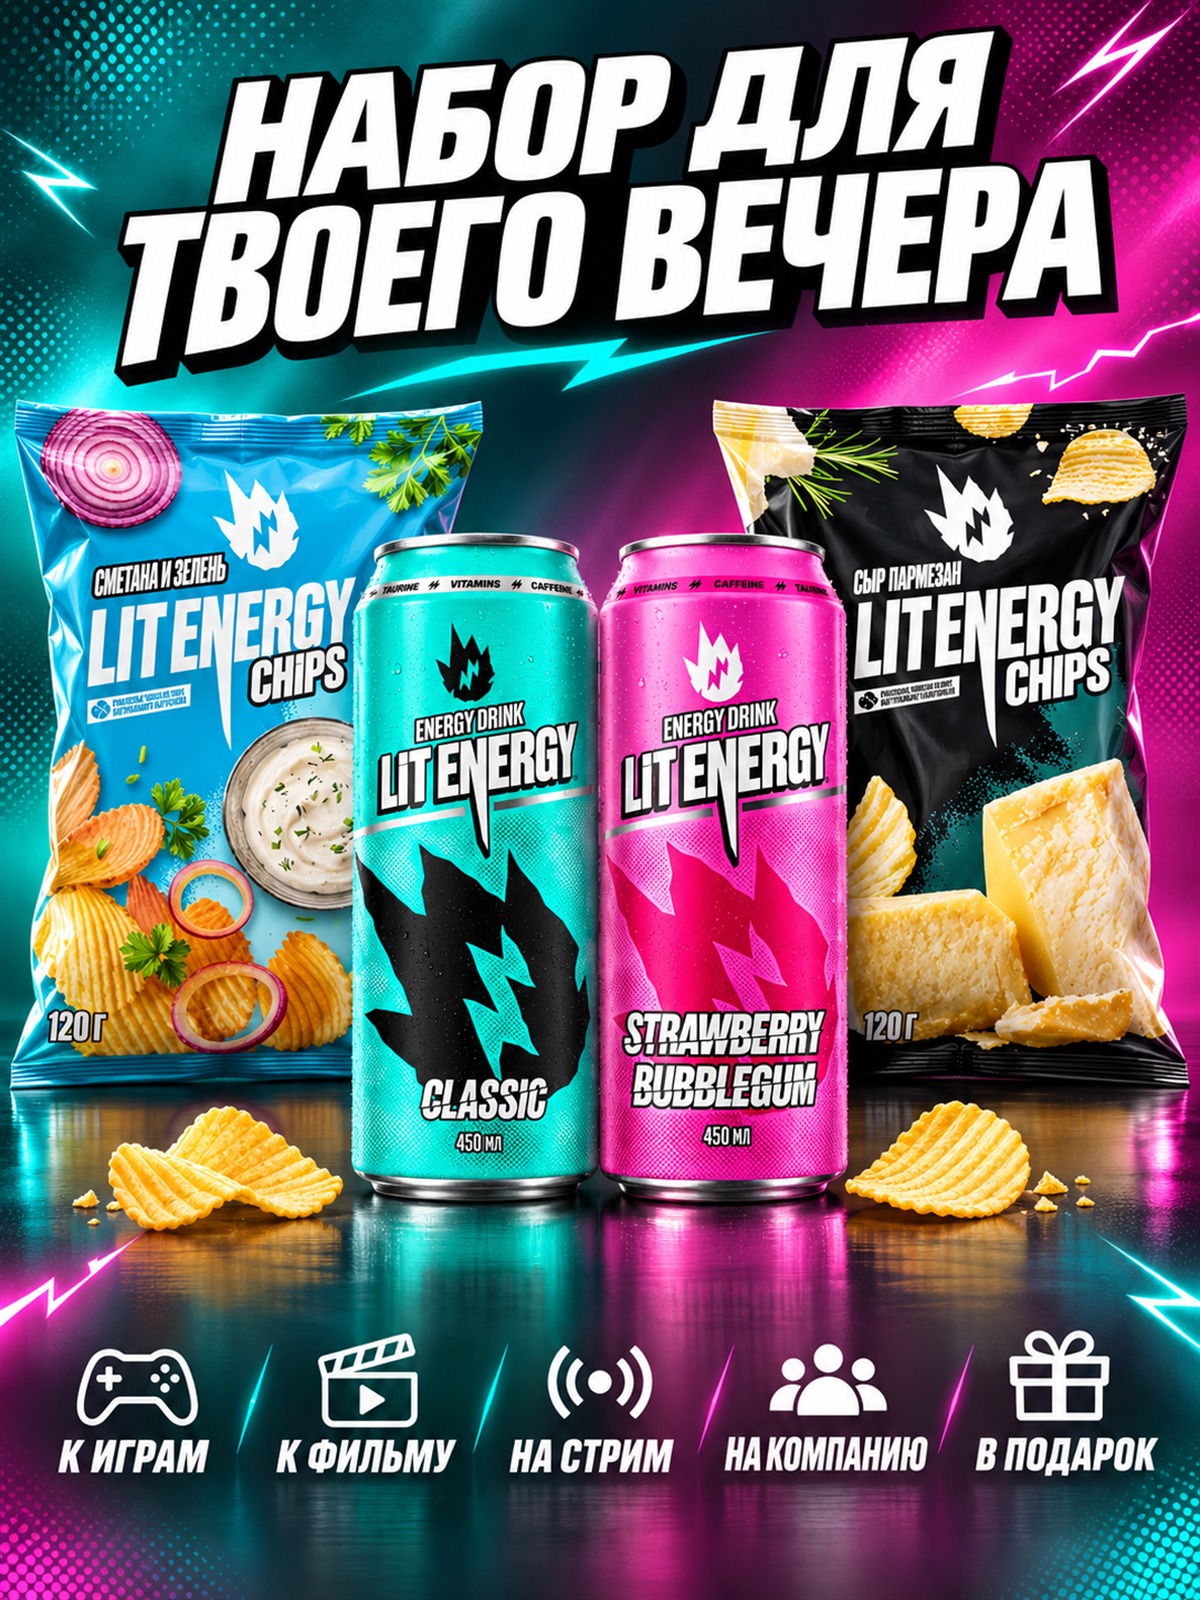 НАБОР ДЛЯ
ТВОЕГО ВЕЧЕРА
СМЕТАНА И ЗЕЛЕНЬ
LIT ENERGY
CHIPS
120 Г
TAURINE VITAMINS CAFFEINE
ENERGY DRINK
LIT ENERGY
CLASSIC
450 МЛ
VITAMINS CAFFEINE TAURINE
ENERGY DRINK
LIT ENERGY
STRAWBERRY
BUBBLEGUM
450 МЛ
СЫР ПАРМЕЗАН
LIT ENERGY
CHIPS
120 Г
К ИГРАМ
К ФИЛЬМУ
НА СТРИМ
НА КОМПАНИЮ
В ПОДАРОК